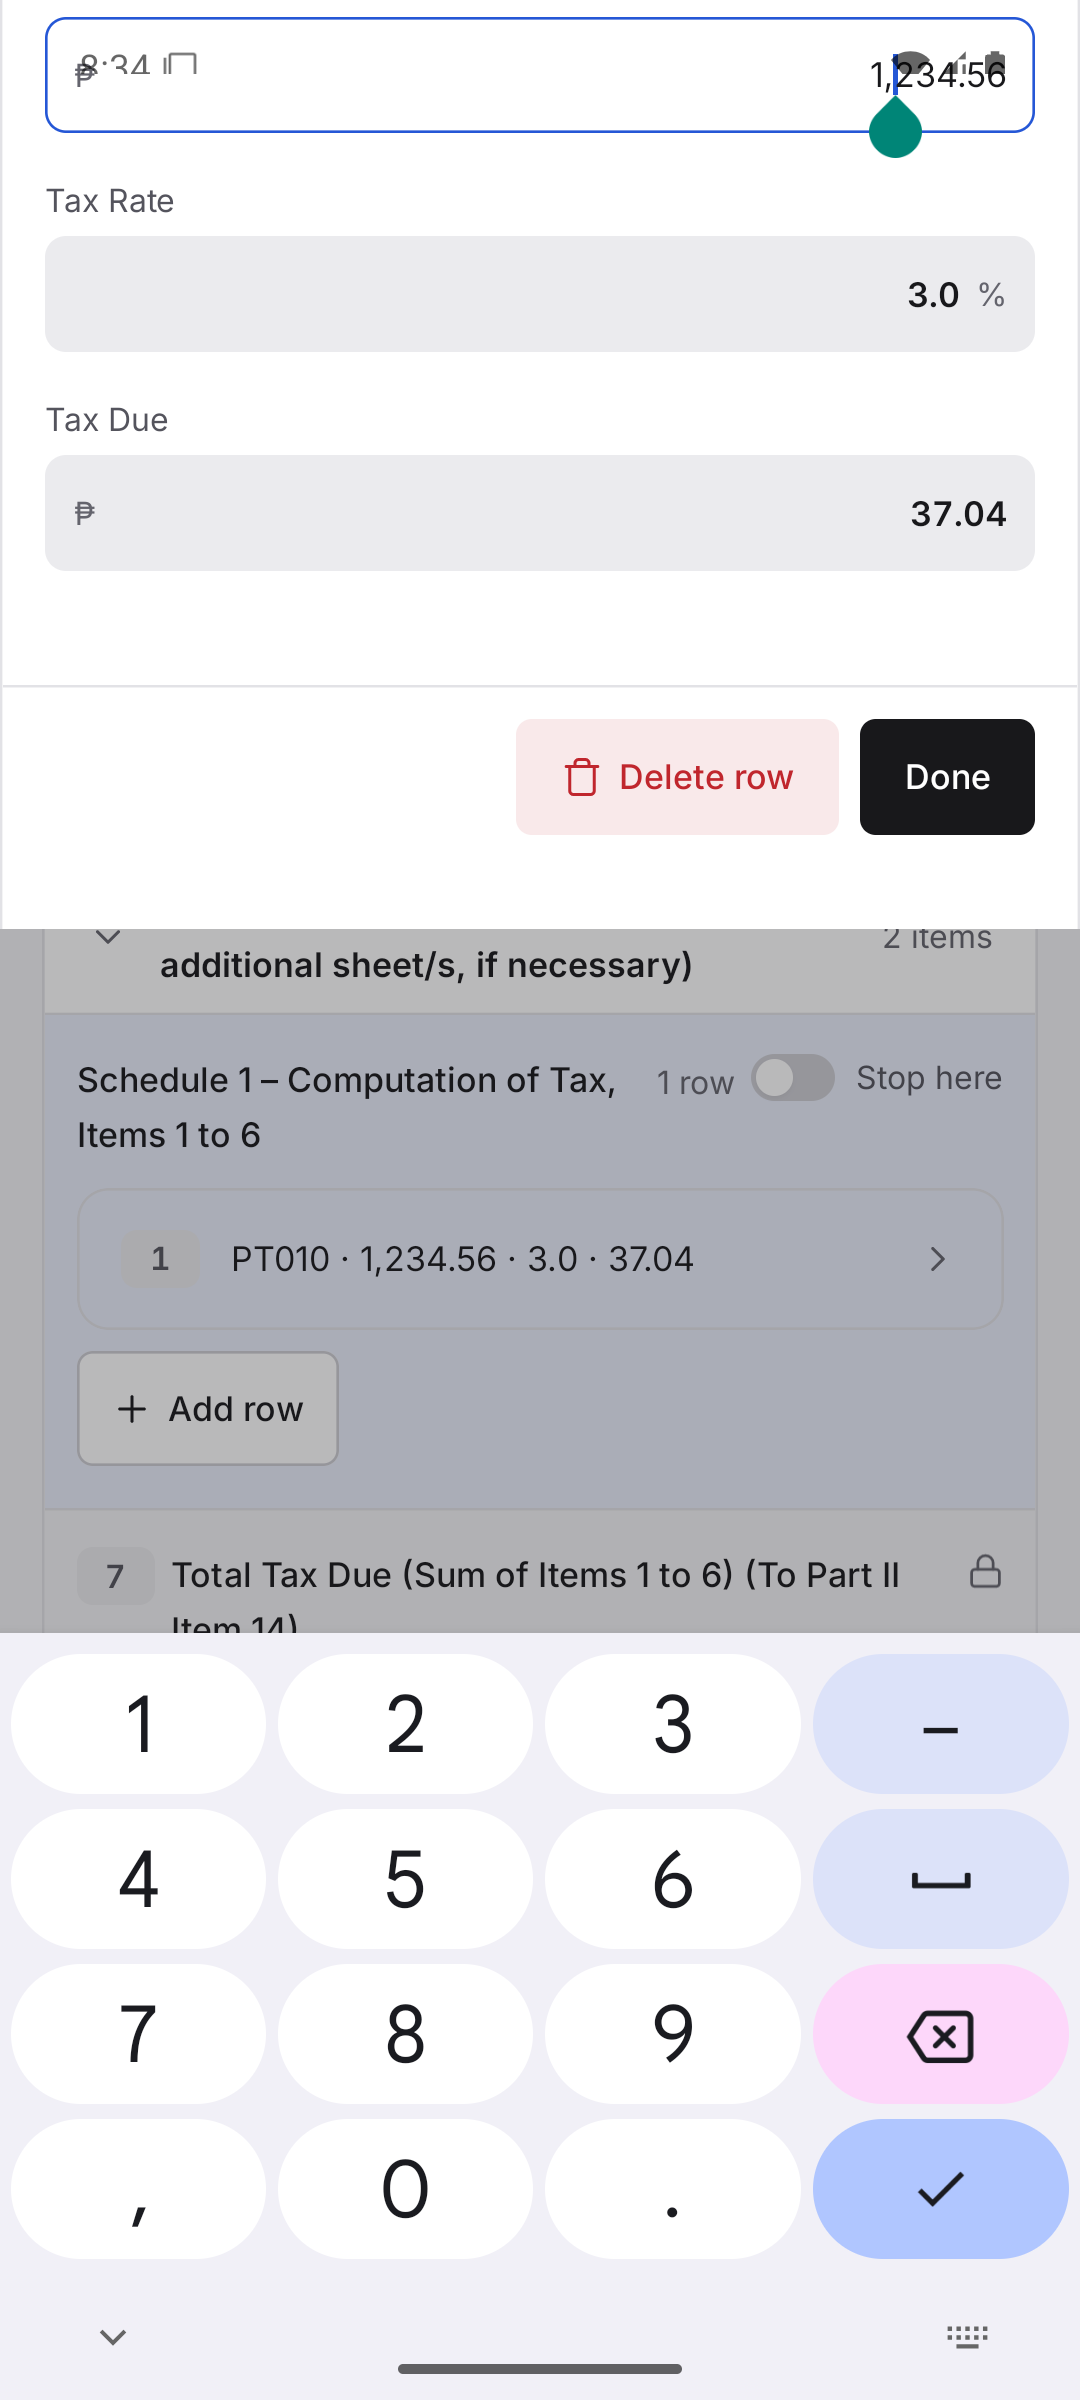 8:34
₱ 1,234.56
Tax Rate
3.0 %
Tax Due
₱ 37.04
Delete row
Done
2 items
additional sheet/s, if necessary)
Schedule 1 – Computation of Tax,
Items 1 to 6
1 row
Stop here
1 PT010 · 1,234.56 · 3.0 · 37.04
+ Add row
7 Total Tax Due (Sum of Items 1 to 6) (To Part II
Item 14)
1 2 3 –
4 5 6
7 8 9
, 0 .